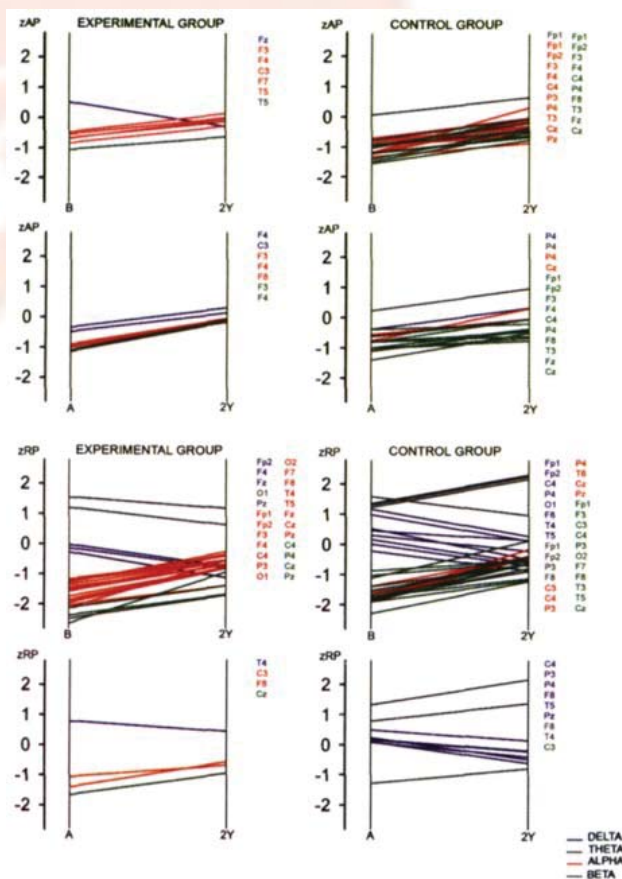 zAP EXPERIMENTAL GROUP
2
1
0
-1
-2
B 2Y
Fz
F3
F4
C3
F7
T5
T5
zAP CONTROL GROUP
2
1
0
-1
-2
B 2Y
Fp1 Fp1
Fp1 Fp2
Fp2 F3
F3 F4
F4 C4
C4 P4
P3 F8
P4 T3
T3 Fz
Cz Cz
Pz
zAP
2
1
0
-1
-2
A 2Y
F4
C3
F3
F4
F8
F3
F4
zAP
2
1
0
-1
-2
A 2Y
P4
P4
P4
Cz
Fp1
Fp2
F3
F4
C4
P4
F8
T3
Fz
Cz
zRP EXPERIMENTAL GROUP
2
1
0
-1
-2
B 2Y
Fp2 O2
F4 F7
Fz F8
O1 T4
Pz T5
Fp1 Fz
Fp2 Cz
F3 Pz
F4 C4
C4 P4
P3 Cz
O1 Pz
zRP CONTROL GROUP
2
1
0
-1
-2
B 2Y
Fp1 P4
Fp2 T6
C4 Cz
P4 Pz
O1 Fp1
F8 F3
T4 C3
T5 C4
Fp1 P3
Fp2 O2
P3 F7
F8 F8
C3 T3
C4 T5
P3 Cz
zRP
2
1
0
-1
-2
A 2Y
T4
C3
F8
Cz
zRP
2
1
0
-1
-2
A 2Y
C4
P3
P4
F8
T5
Pz
F8
T4
C3
DELTA
THETA
ALPHA
BETA